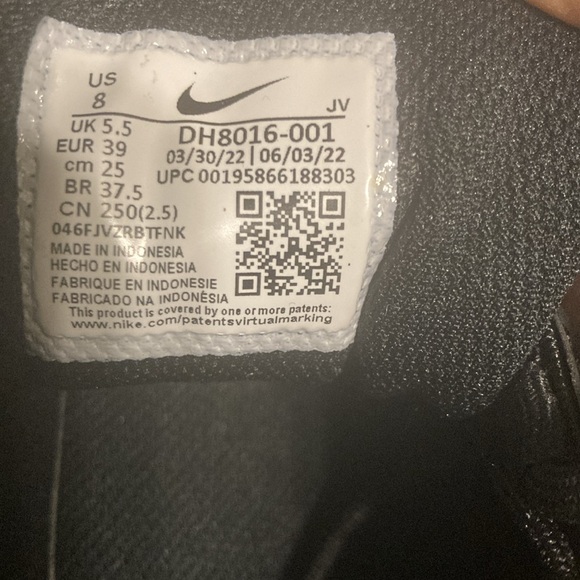 US
8
JV
UK 5.5
EUR 39
cm 25
BR 37.5
CN 250(2.5)
DH8016-001
03/30/22 | 06/03/22
UPC 00195866188303
046FJVZRBTFNK
MADE IN INDONESIA
HECHO EN INDONESIA
FABRIQUE EN INDONESIE
FABRICADO NA INDONÉSIA
This product is covered by one or more patents:
www.nike.com/patentsvirtualmarking